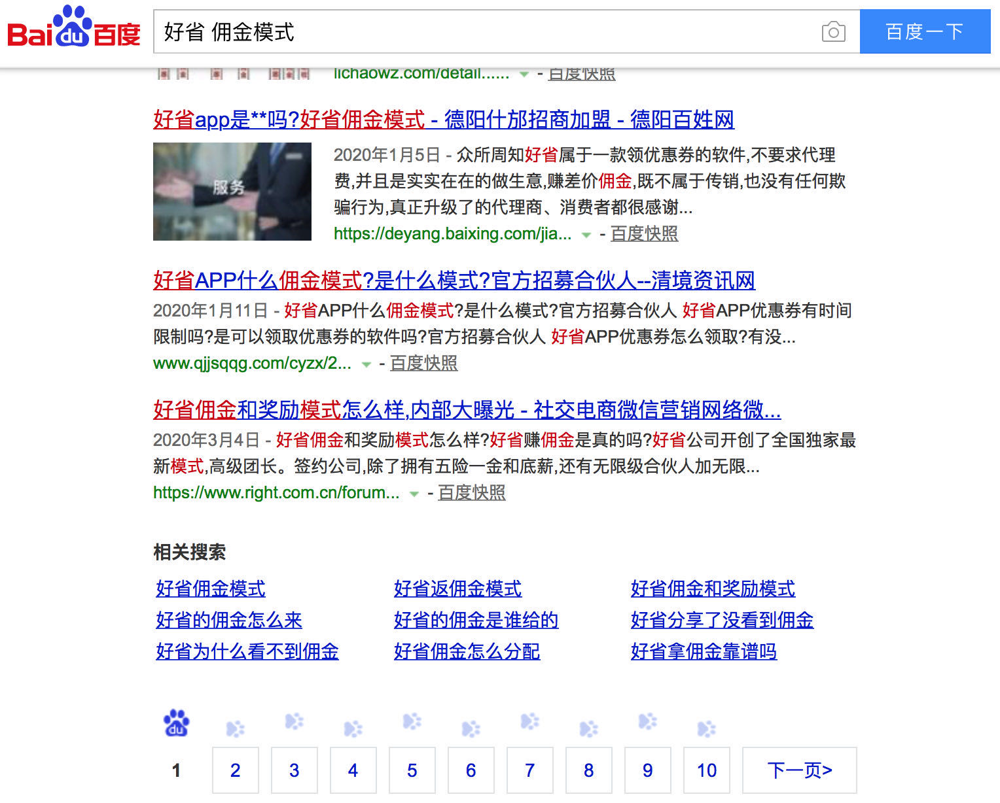 Bai du 百度
好省 佣金模式
百度一下
lichaowz.com/detail...... - 百度快照
好省app是**吗?好省佣金模式 - 德阳什邡招商加盟 - 德阳百姓网
服务
2020年1月5日 - 众所周知好省属于一款领优惠券的软件,不要求代理
费,并且是实实在在的做生意,赚差价佣金,既不属于传销,也没有任何欺
骗行为,真正升级了的代理商、消费者都很感谢...
https://deyang.baixing.com/jia... - 百度快照
好省APP什么佣金模式?是什么模式?官方招募合伙人--清境资讯网
2020年1月11日 - 好省APP什么佣金模式?是什么模式?官方招募合伙人 好省APP优惠券有时间
限制吗?是可以领取优惠券的软件吗?官方招募合伙人 好省APP优惠券怎么领取?有没...
www.qjjsqqg.com/cyzx/2... - 百度快照
好省佣金和奖励模式怎么样,内部大曝光 - 社交电商微信营销网络微...
2020年3月4日 - 好省佣金和奖励模式怎么样?好省赚佣金是真的吗?好省公司开创了全国独家最
新模式,高级团长。签约公司,除了拥有五险一金和底薪,还有无限级合伙人加无限...
https://www.right.com.cn/forum... - 百度快照
相关搜索
好省佣金模式 好省返佣金模式 好省佣金和奖励模式
好省的佣金怎么来 好省的佣金是谁给的 好省分享了没看到佣金
好省为什么看不到佣金 好省佣金怎么分配 好省拿佣金靠谱吗
du
1 2 3 4 5 6 7 8 9 10 下一页>